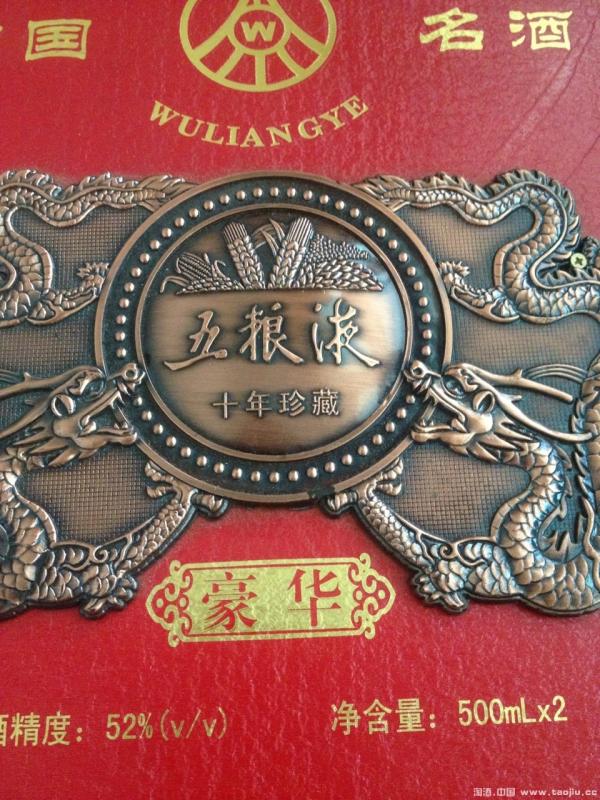 国 名酒
W
WULIANGYE
五粮液
十年珍藏
豪华
酒精度：52%(v/v) 净含量：500mLx2
淘酒.中国 www.taojiu.cc